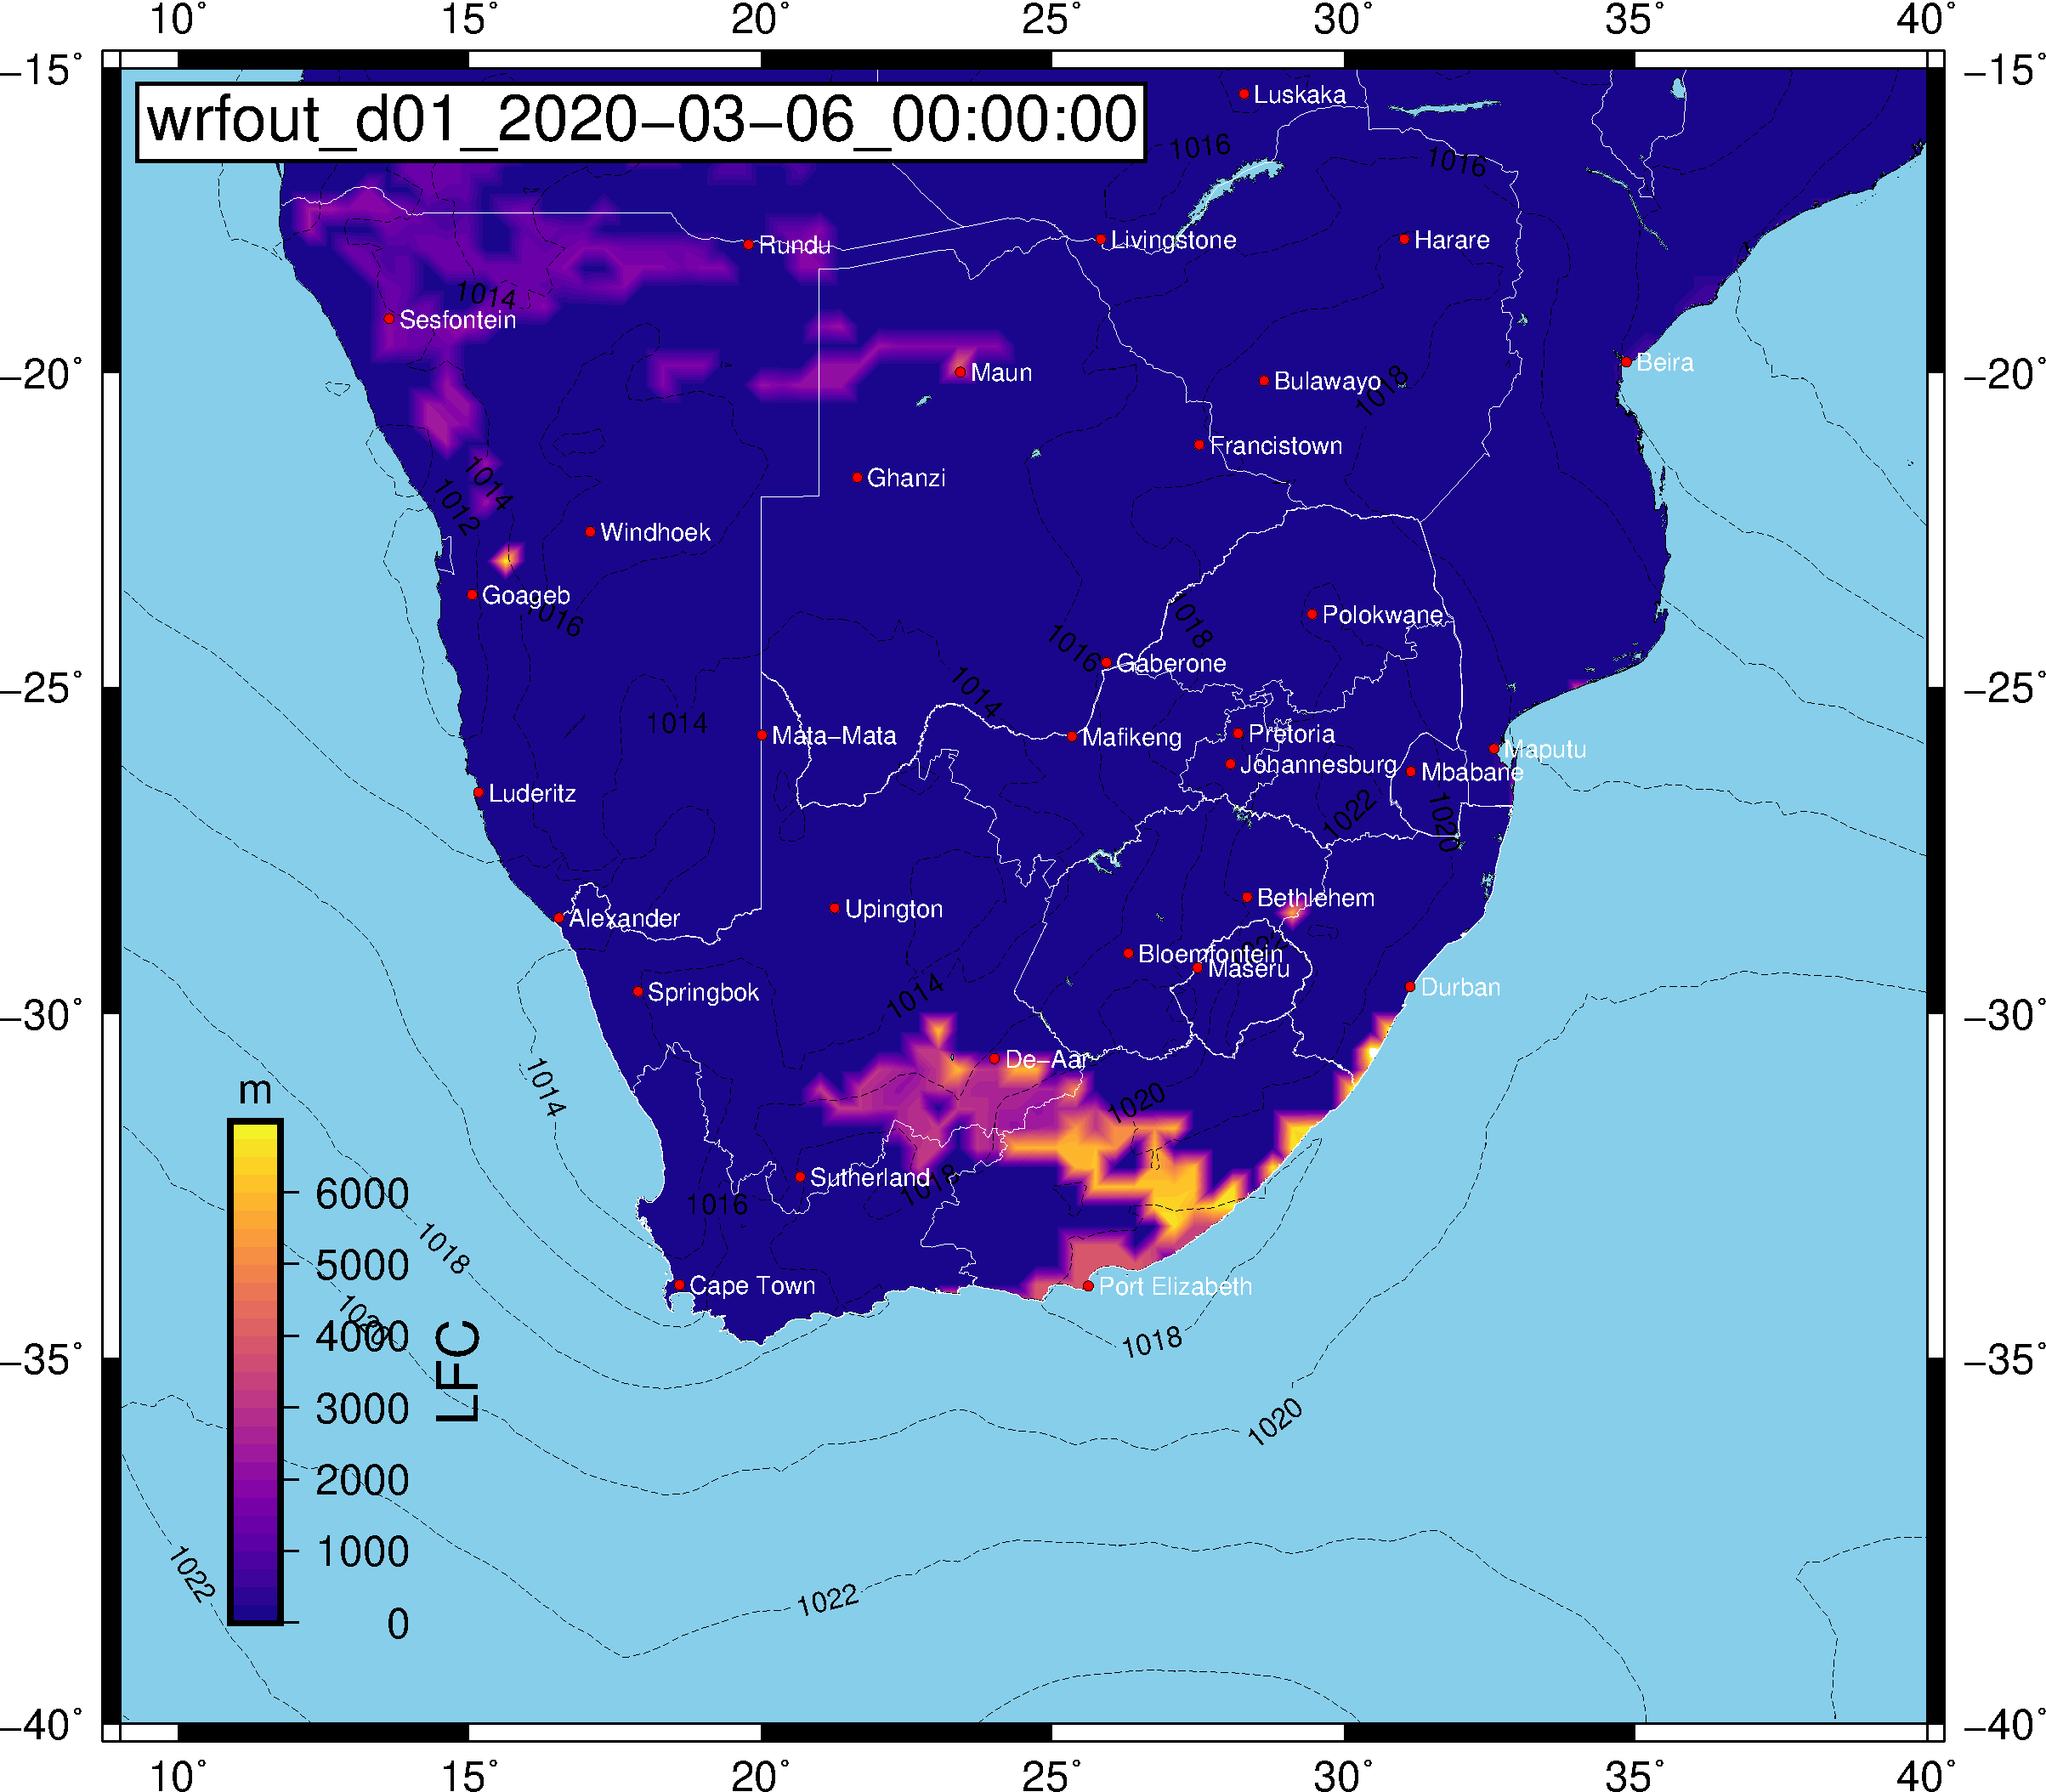 10° 15° 20° 25° 30° 35° 40°
−15° −15°
wrfout_d01_2020−03−06_00:00:00
Luskaka
1016 1016
Rundu Livingstone Harare
1014
Sesfontein
−20° Maun Beira −20°
Bulawayo
1018
Francistown
1014
Ghanzi
1012
Windhoek
Goageb
1016
Polokwane
1018
1016
Gaberone
−25° 1014 −25°
1014
Mata−Mata Mafikeng Pretoria
Maputu
Johannesburg Mbabane
Luderitz
1022
1020
Bethlehem
Upington
Alexander
Bloemfontein
Maseru
Springbok
Durban
1014
−30° −30°
De−Aar
1014
1020
m
Sutherland
1018
1016
6000
1018
5000
Cape Town
Port Elizabeth
4000
1018
LFC
−35° −35°
3000
1020
2000
1000
1022
1022
0
−40° −40°
10° 15° 20° 25° 30° 35° 40°